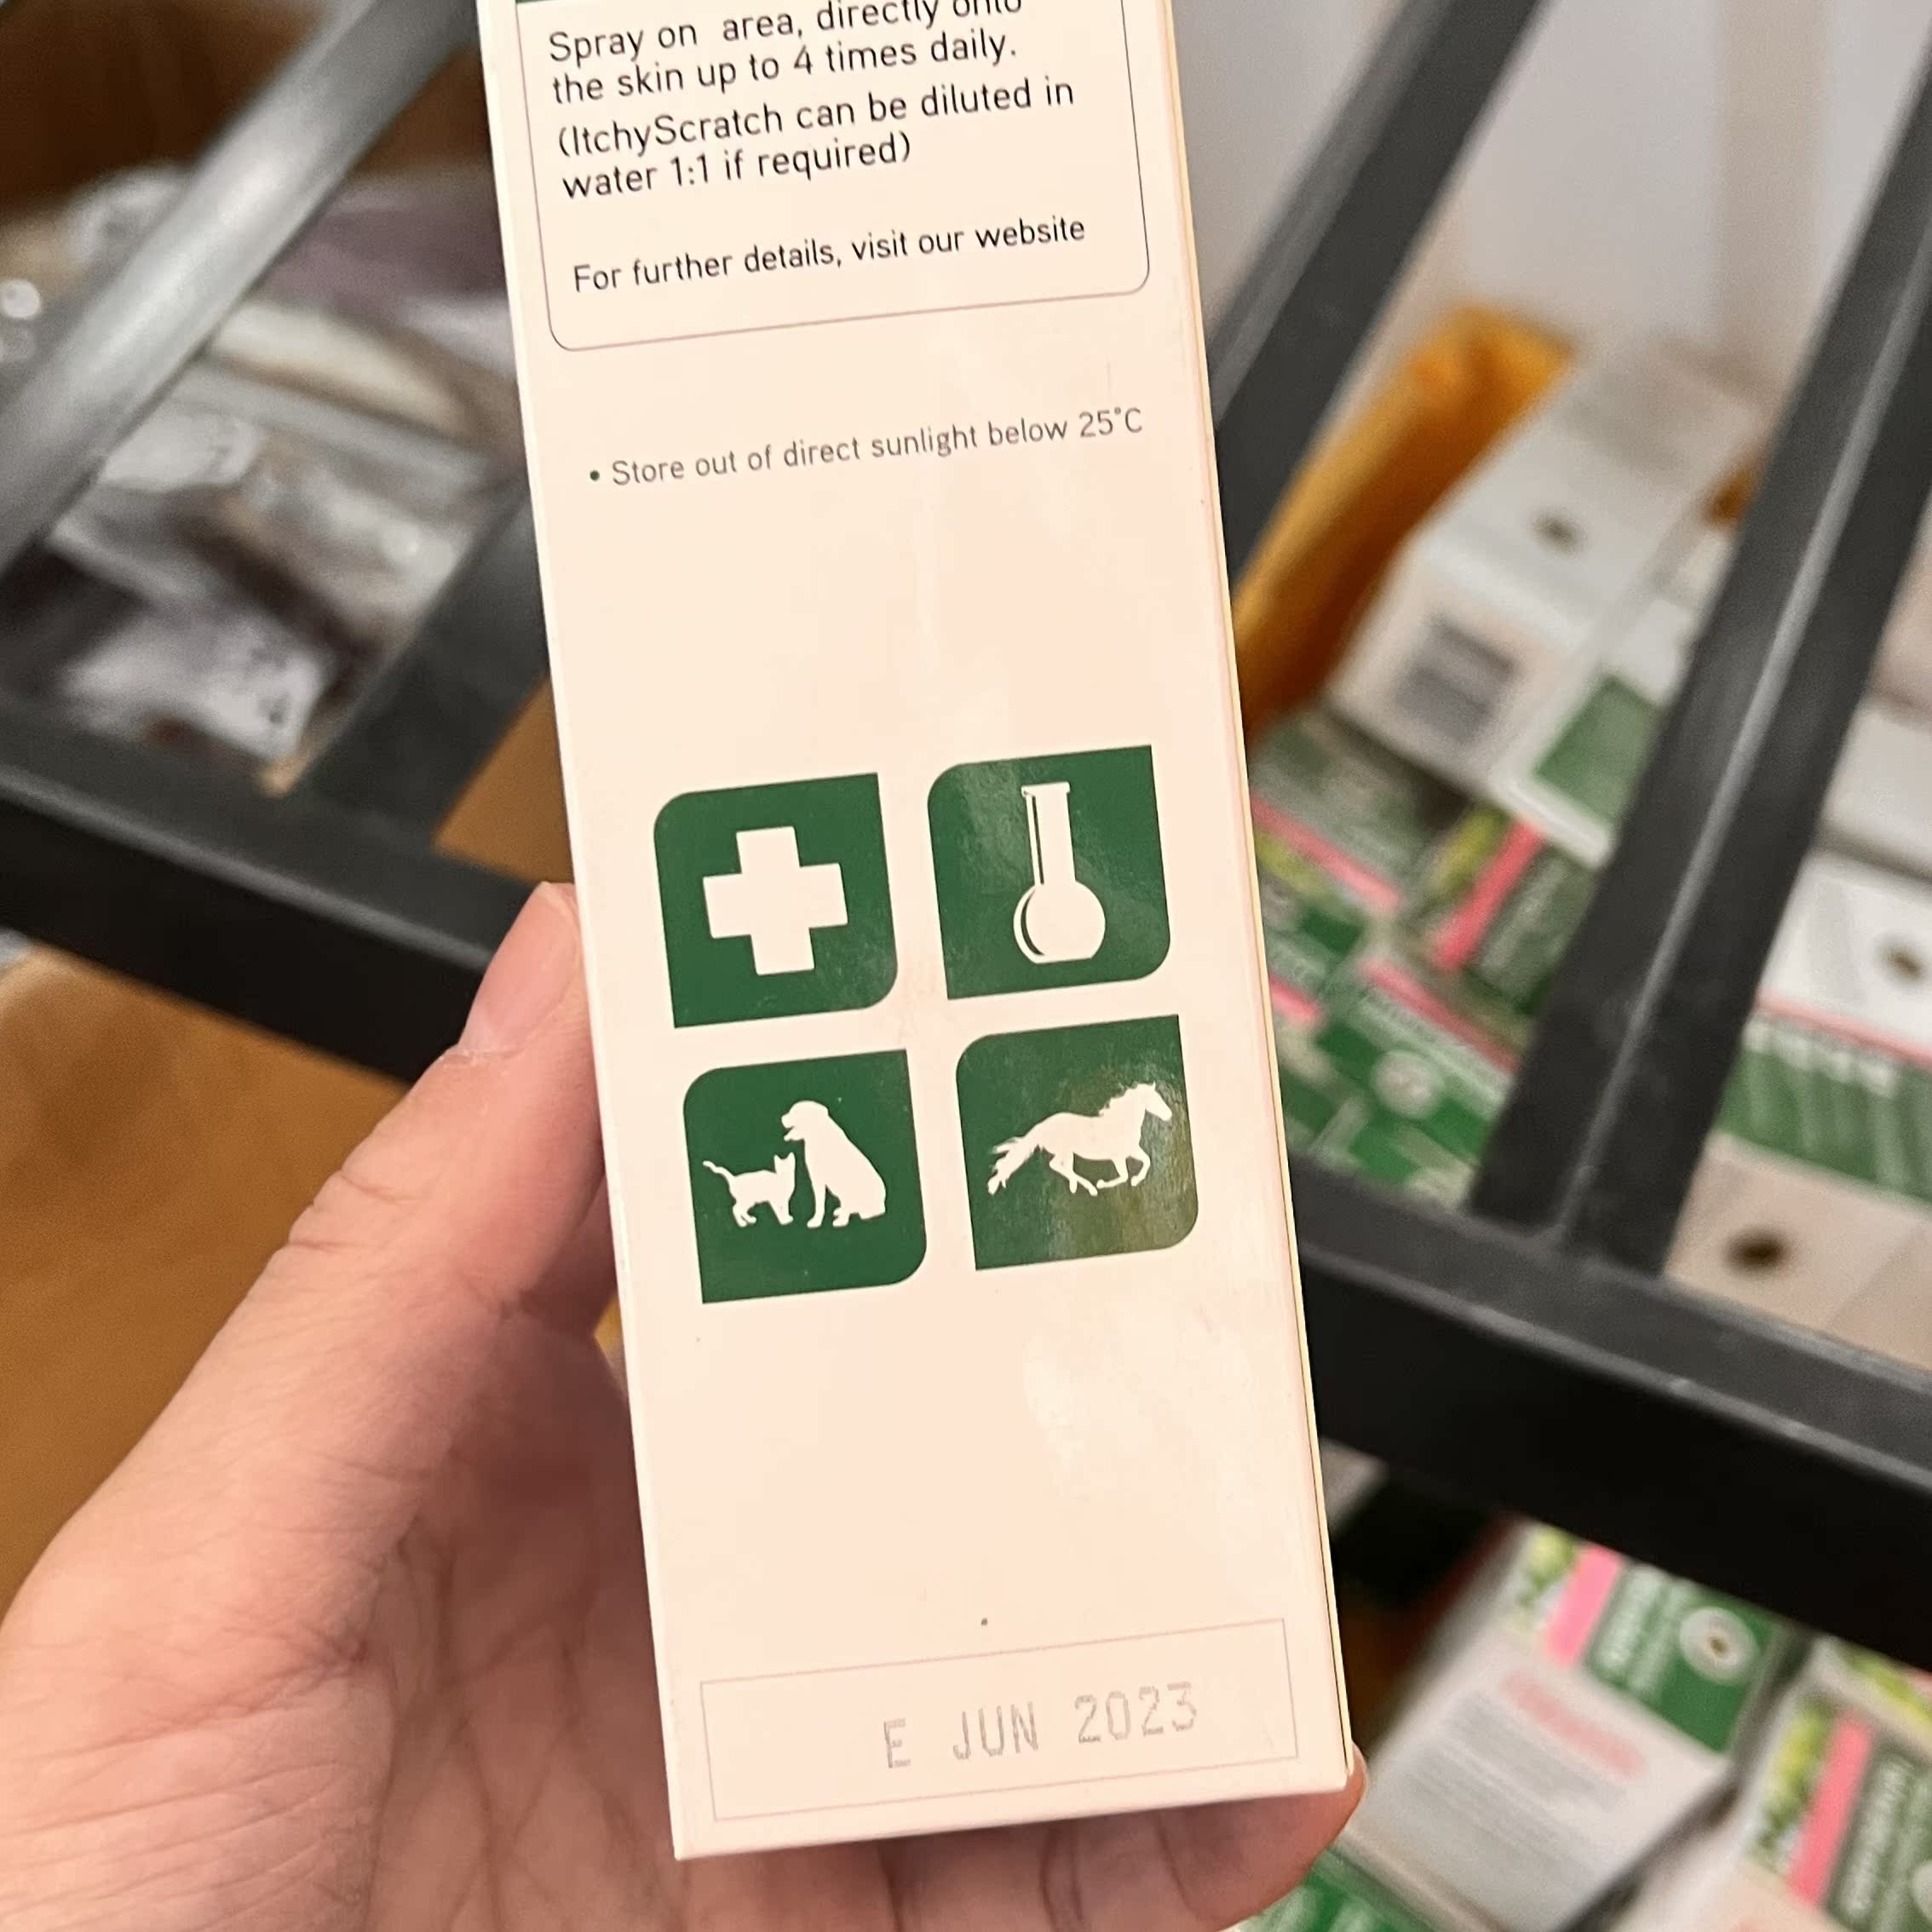 Spray on area, directly onto
the skin up to 4 times daily.
(ItchyScratch can be diluted in
water 1:1 if required)
For further details, visit our website
• Store out of direct sunlight below 25°C
E JUN 2023